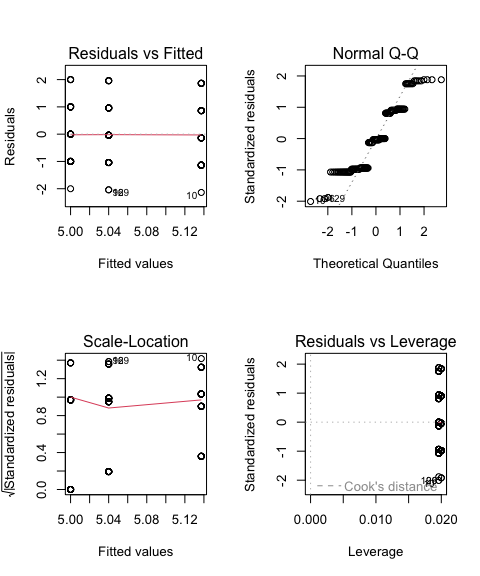 Residuals vs Fitted
Residuals
-2 -1 0 1 2
10
5.00 5.04 5.08 5.12
Fitted values
Normal Q-Q
Standardized residuals
-2 -1 0 1 2
-2 -1 0 1 2
Theoretical Quantiles
Scale-Location
√|Standardized residuals|
0.0 0.4 0.8 1.2
10
5.00 5.04 5.08 5.12
Fitted values
Residuals vs Leverage
Standardized residuals
-2 -1 0 1 2
Cook's distance
0.000 0.010 0.020
Leverage